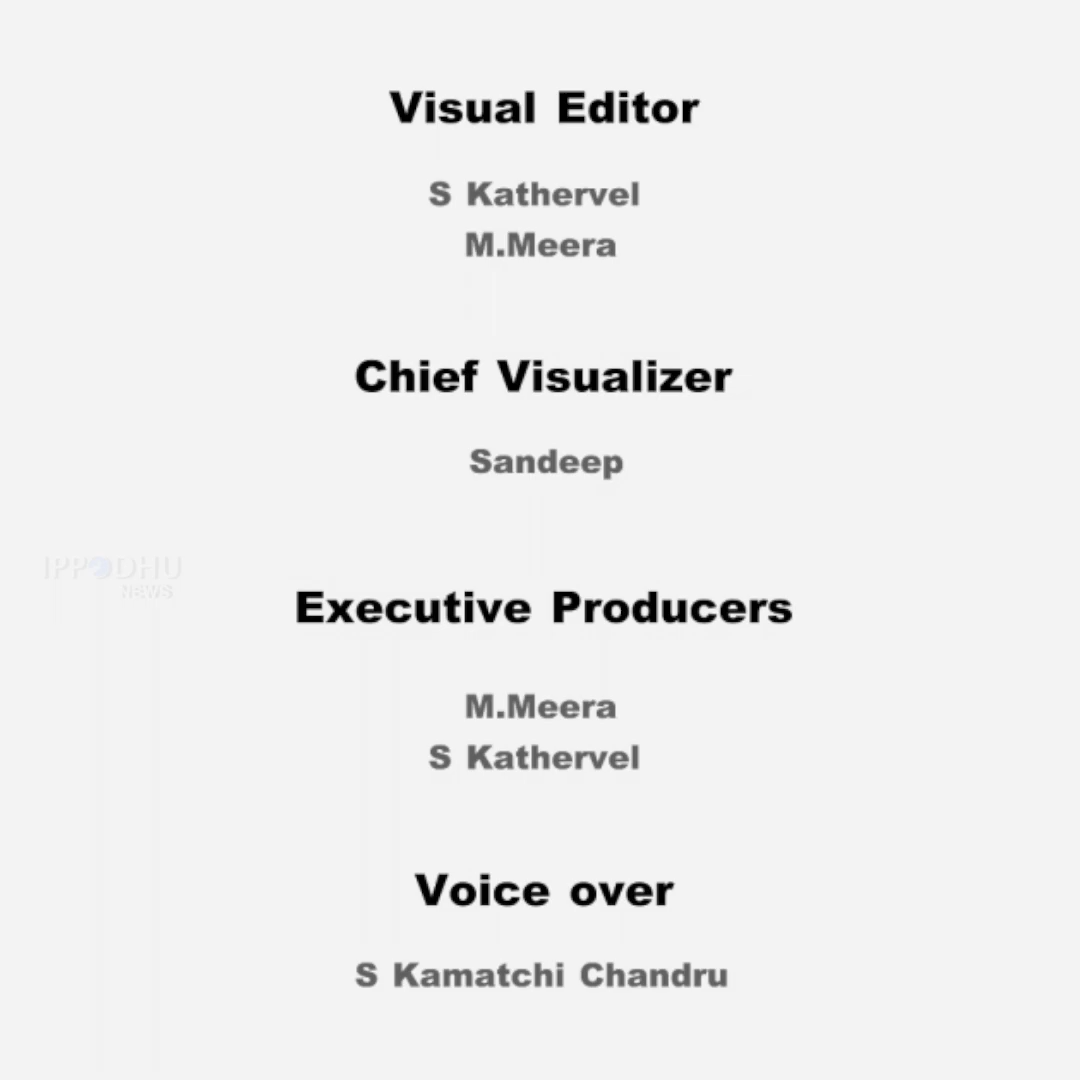 Visual Editor
S Kathervel
M.Meera
Chief Visualizer
Sandeep
IPPODHU
NEWS
Executive Producers
M.Meera
S Kathervel
Voice over
S Kamatchi Chandru